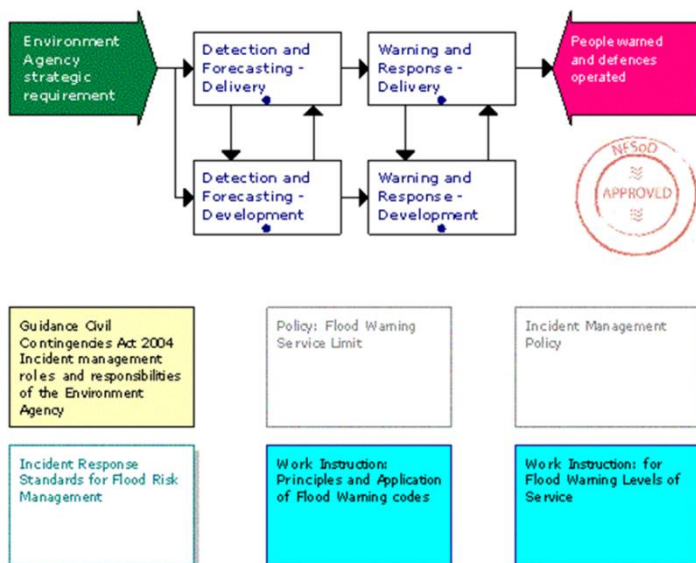 Environment
Agency
strategic
requirement
Detection and
Forecasting -
Delivery
Warning and
Response -
Delivery
People warned
and defences
operated
Detection and
Forecasting -
Development
Warning and
Response -
Development
NFSoD
APPROVED
Guidance Civil
Contingencies Act 2004
Incident management
roles and responsibilities
of the Environment
Agency
Policy: Flood Warning
Service Limit
Incident Management
Policy
Incident Response
Standards for Flood Risk
Management
Work Instruction:
Principles and Application
of Flood Warning codes
Work Instruction: for
Flood Warning Levels of
Service